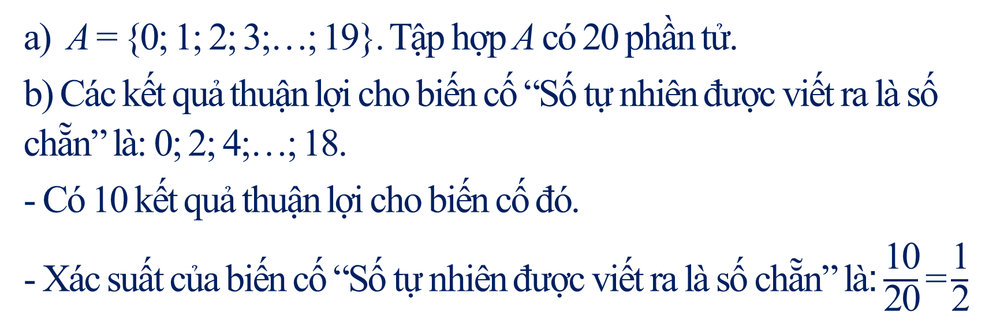 a) A = {0; 1; 2; 3;…; 19}. Tập hợp A có 20 phần tử.
b) Các kết quả thuận lợi cho biến cố “Số tự nhiên được viết ra là số
chẵn” là: 0; 2; 4;…; 18.
- Có 10 kết quả thuận lợi cho biến cố đó.
- Xác suất của biến cố “Số tự nhiên được viết ra là số chẵn” là: 10/20 = 1/2